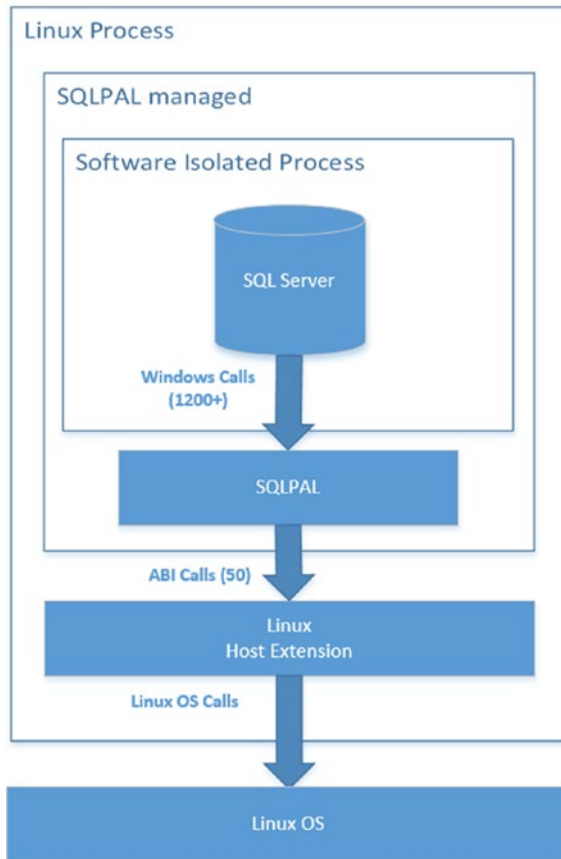 Linux Process
SQLPAL managed
Software Isolated Process
SQL Server
Windows Calls
(1200+)
SQLPAL
ABI Calls (50)
Linux
Host Extension
Linux OS Calls
Linux OS